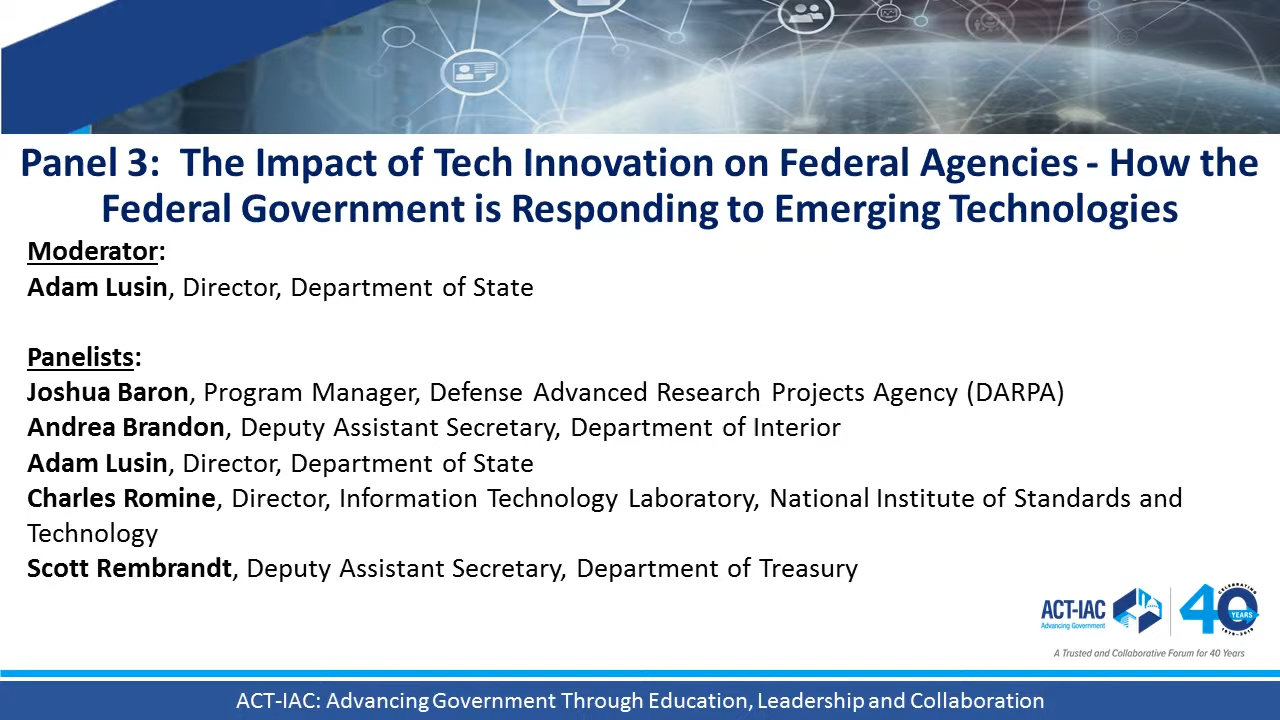 Panel 3:  The Impact of Tech Innovation on Federal Agencies - How the
Federal Government is Responding to Emerging Technologies
Moderator:
Adam Lusin, Director, Department of State
Panelists:
Joshua Baron, Program Manager, Defense Advanced Research Projects Agency (DARPA)
Andrea Brandon, Deputy Assistant Secretary, Department of Interior
Adam Lusin, Director, Department of State
Charles Romine, Director, Information Technology Laboratory, National Institute of Standards and
Technology
Scott Rembrandt, Deputy Assistant Secretary, Department of Treasury
ACT-IAC
Advancing Government
CELEBRATING
40
YEARS
1979-2019
A Trusted and Collaborative Forum for 40 Years
ACT-IAC: Advancing Government Through Education, Leadership and Collaboration